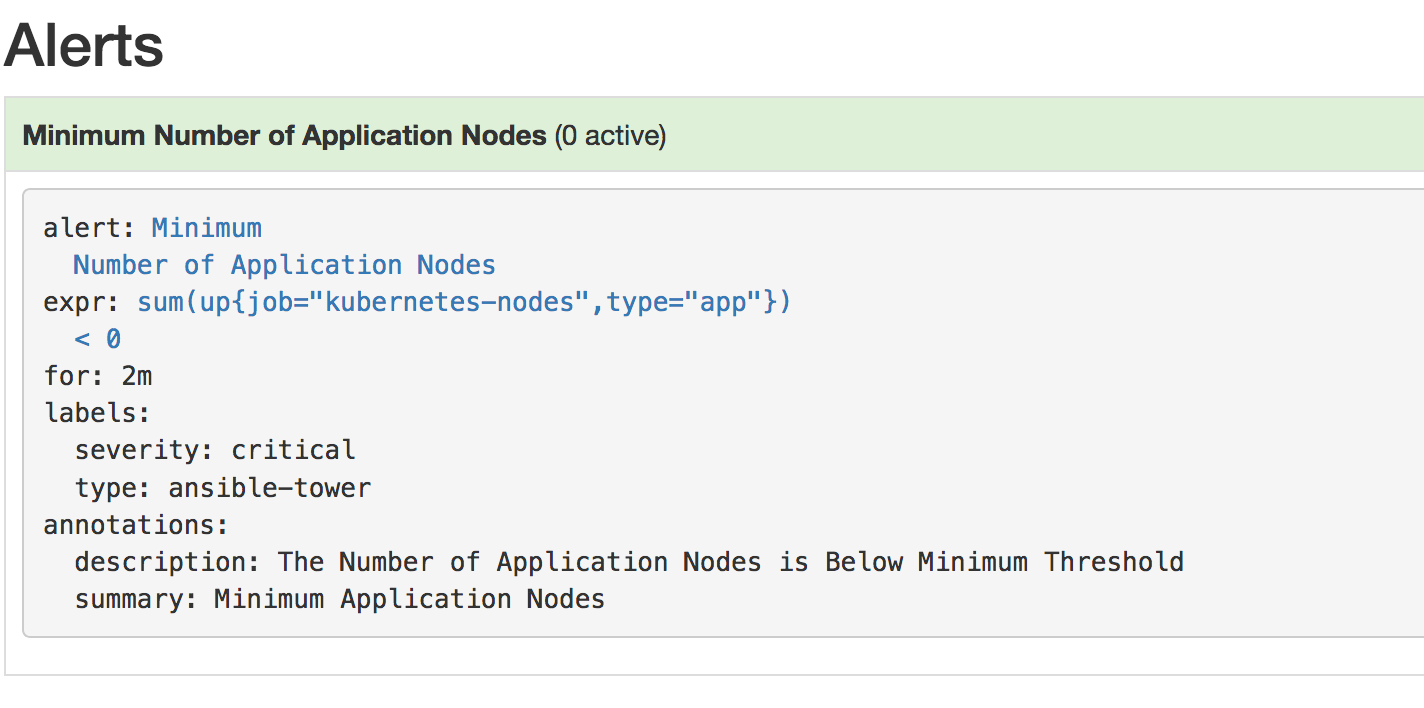 Alerts
Minimum Number of Application Nodes (0 active)
alert: Minimum
  Number of Application Nodes
expr: sum(up{job="kubernetes-nodes",type="app"})
  < 0
for: 2m
labels:
  severity: critical
  type: ansible-tower
annotations:
  description: The Number of Application Nodes is Below Minimum Threshold
  summary: Minimum Application Nodes